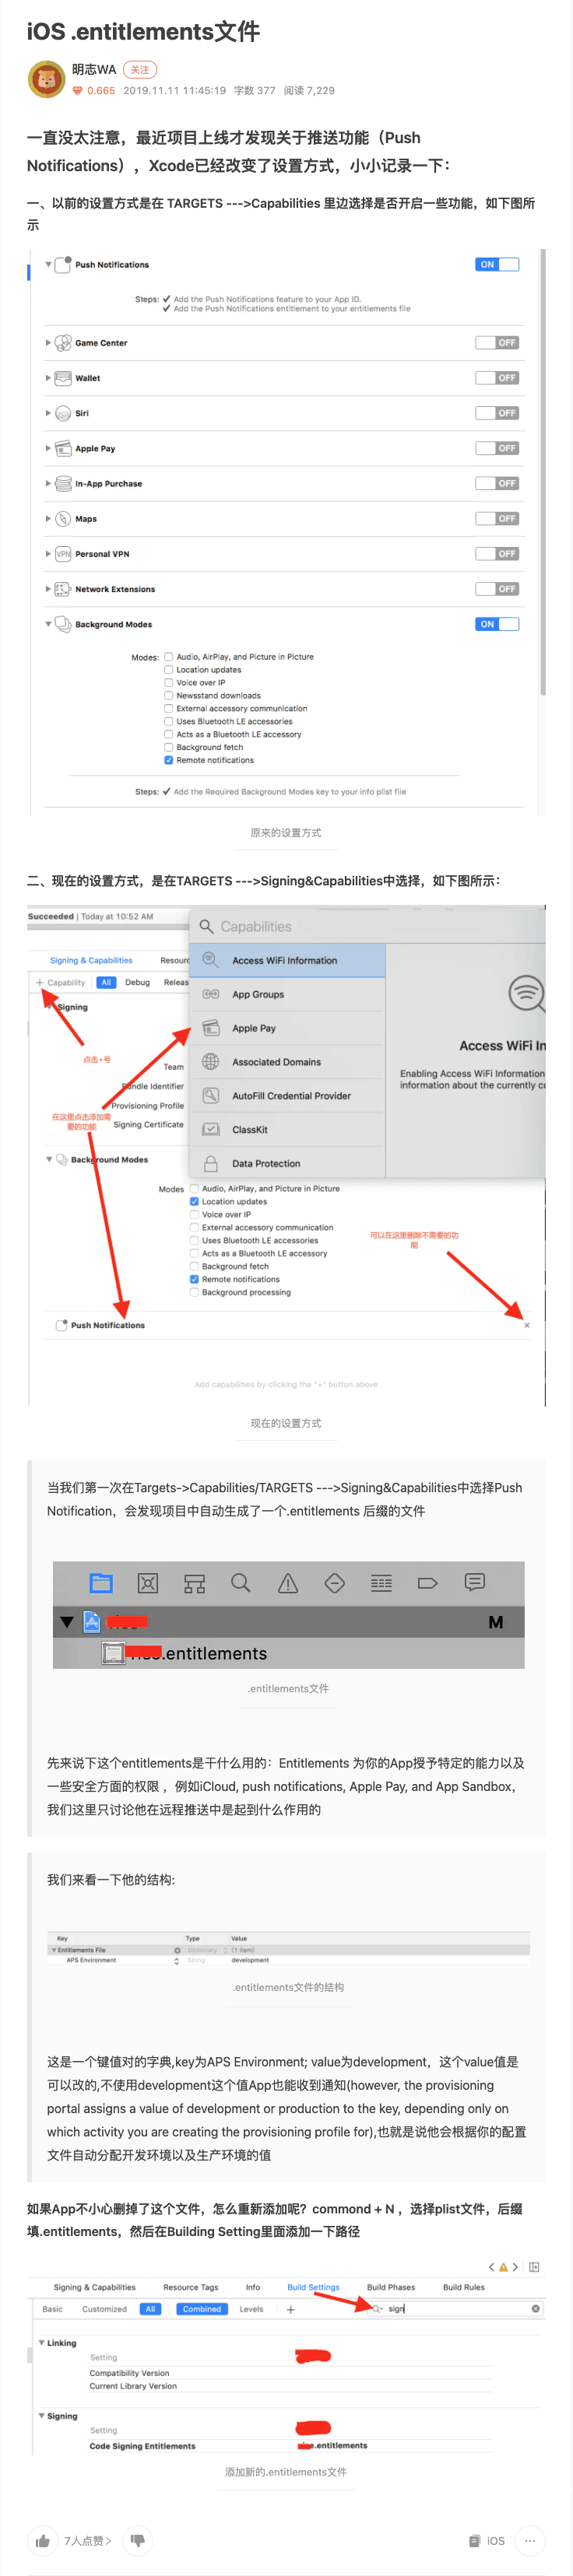 iOS .entitlements文件
明志WA 关注
0.665 2019.11.11 11:45:19 字数 377 阅读 7,229
一直没太注意，最近项目上线才发现关于推送功能（Push
Notifications），Xcode已经改变了设置方式，小小记录一下：
一、以前的设置方式是在 TARGETS --->Capabilities 里边选择是否开启一些功能，如下图所
示
Push Notifications ON
Steps: ✔ Add the Push Notifications feature to your App ID.
✔ Add the Push Notifications entitlement to your entitlements file
Game Center OFF
Wallet OFF
Siri OFF
Apple Pay OFF
In-App Purchase OFF
Maps OFF
VPN Personal VPN OFF
Network Extensions OFF
Background Modes ON
Modes: Audio, AirPlay, and Picture in Picture
Location updates
Voice over IP
Newsstand downloads
External accessory communication
Uses Bluetooth LE accessories
Acts as a Bluetooth LE accessory
Background fetch
Remote notifications
Steps: ✔ Add the Required Background Modes key to your info plist file
原来的设置方式
二、现在的设置方式，是在TARGETS --->Signing&Capabilities中选择，如下图所示：
Succeeded | Today at 10:52 AM
Capabilities
Signing & Capabilities Resour
Access WiFi Information
+ Capability All Debug Releas
App Groups
Signing
Apple Pay
Access WiFi In
点击+号
Team
Associated Domains
Enabling Access WiFi Information
information about the currently co
Bundle Identifier
AutoFill Credential Provider
Provisioning Profile
在这里点击添加需
要的功能
Signing Certificate
ClassKit
Background Modes
Data Protection
Modes Audio, AirPlay, and Picture in Picture
Location updates
Voice over IP
External accessory communication
Uses Bluetooth LE accessories
Acts as a Bluetooth LE accessory
Background fetch
Remote notifications
Background processing
可以在这里删除不需要的功
能
Push Notifications ×
Add capabilities by clicking the "+" button above.
现在的设置方式
当我们第一次在Targets->Capabilities/TARGETS --->Signing&Capabilities中选择Push
Notification，会发现项目中自动生成了一个.entitlements 后缀的文件
M
.entitlements
.entitlements文件
先来说下这个entitlements是干什么用的：Entitlements 为你的App授予特定的能力以及
一些安全方面的权限 ，例如iCloud, push notifications, Apple Pay, and App Sandbox，
我们这里只讨论他在远程推送中是起到什么作用的
我们来看一下他的结构:
Key Type Value
Entitlements File Dictionary (1 item)
APS Environment String development
.entitlements文件的结构
这是一个键值对的字典,key为APS Environment; value为development，这个value值是
可以改的,不使用development这个值App也能收到通知(however, the provisioning
portal assigns a value of development or production to the key, depending only on
which activity you are creating the provisioning profile for),也就是说他会根据你的配置
文件自动分配开发环境以及生产环境的值
如果App不小心删掉了这个文件，怎么重新添加呢？commond + N ，选择plist文件，后缀
填.entitlements，然后在Building Setting里面添加一下路径
Signing & Capabilities Resource Tags Info Build Settings Build Phases Build Rules
Basic Customized All Combined Levels + sign
Linking
Setting
Compatibility Version
Current Library Version
Signing
Setting
Code Signing Entitlements .entitlements
添加新的.entitlements文件
7人点赞 > iOS ...